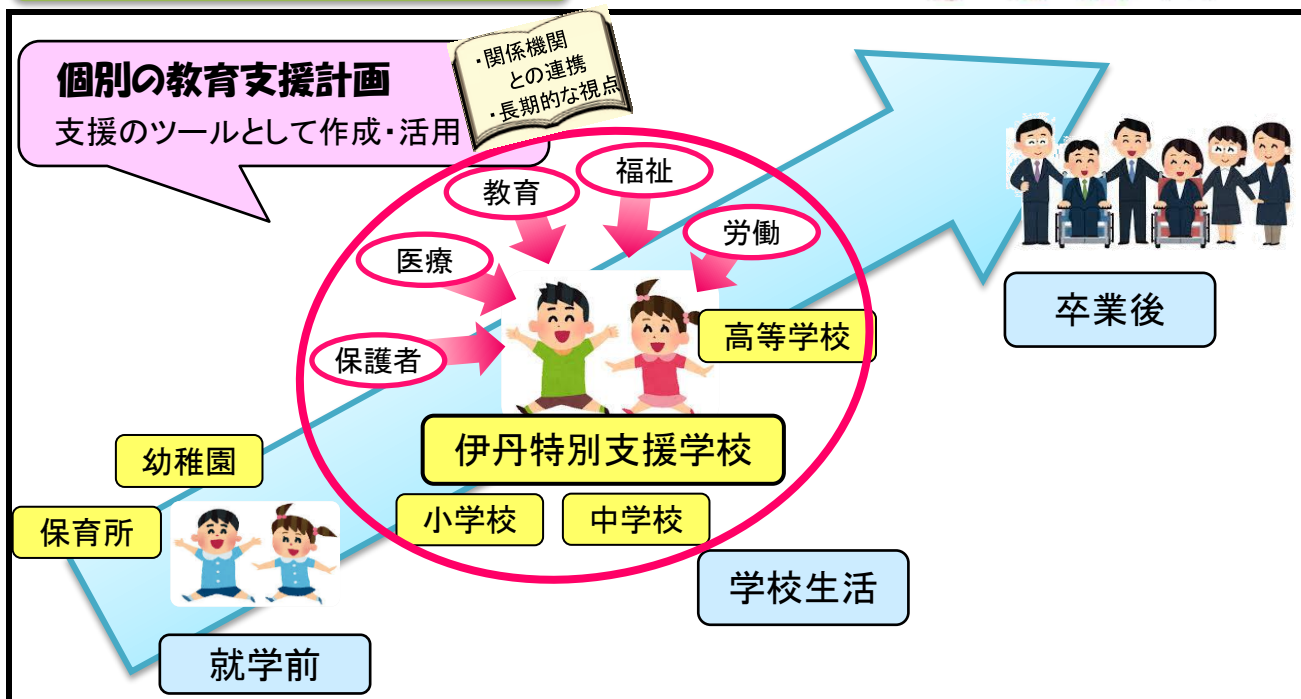 個別の教育支援計画
支援のツールとして作成・活用
・関係機関
との連携
・長期的な視点
教育
福祉
医療
労働
保護者
高等学校
伊丹特別支援学校
小学校
中学校
幼稚園
保育所
就学前
学校生活
卒業後